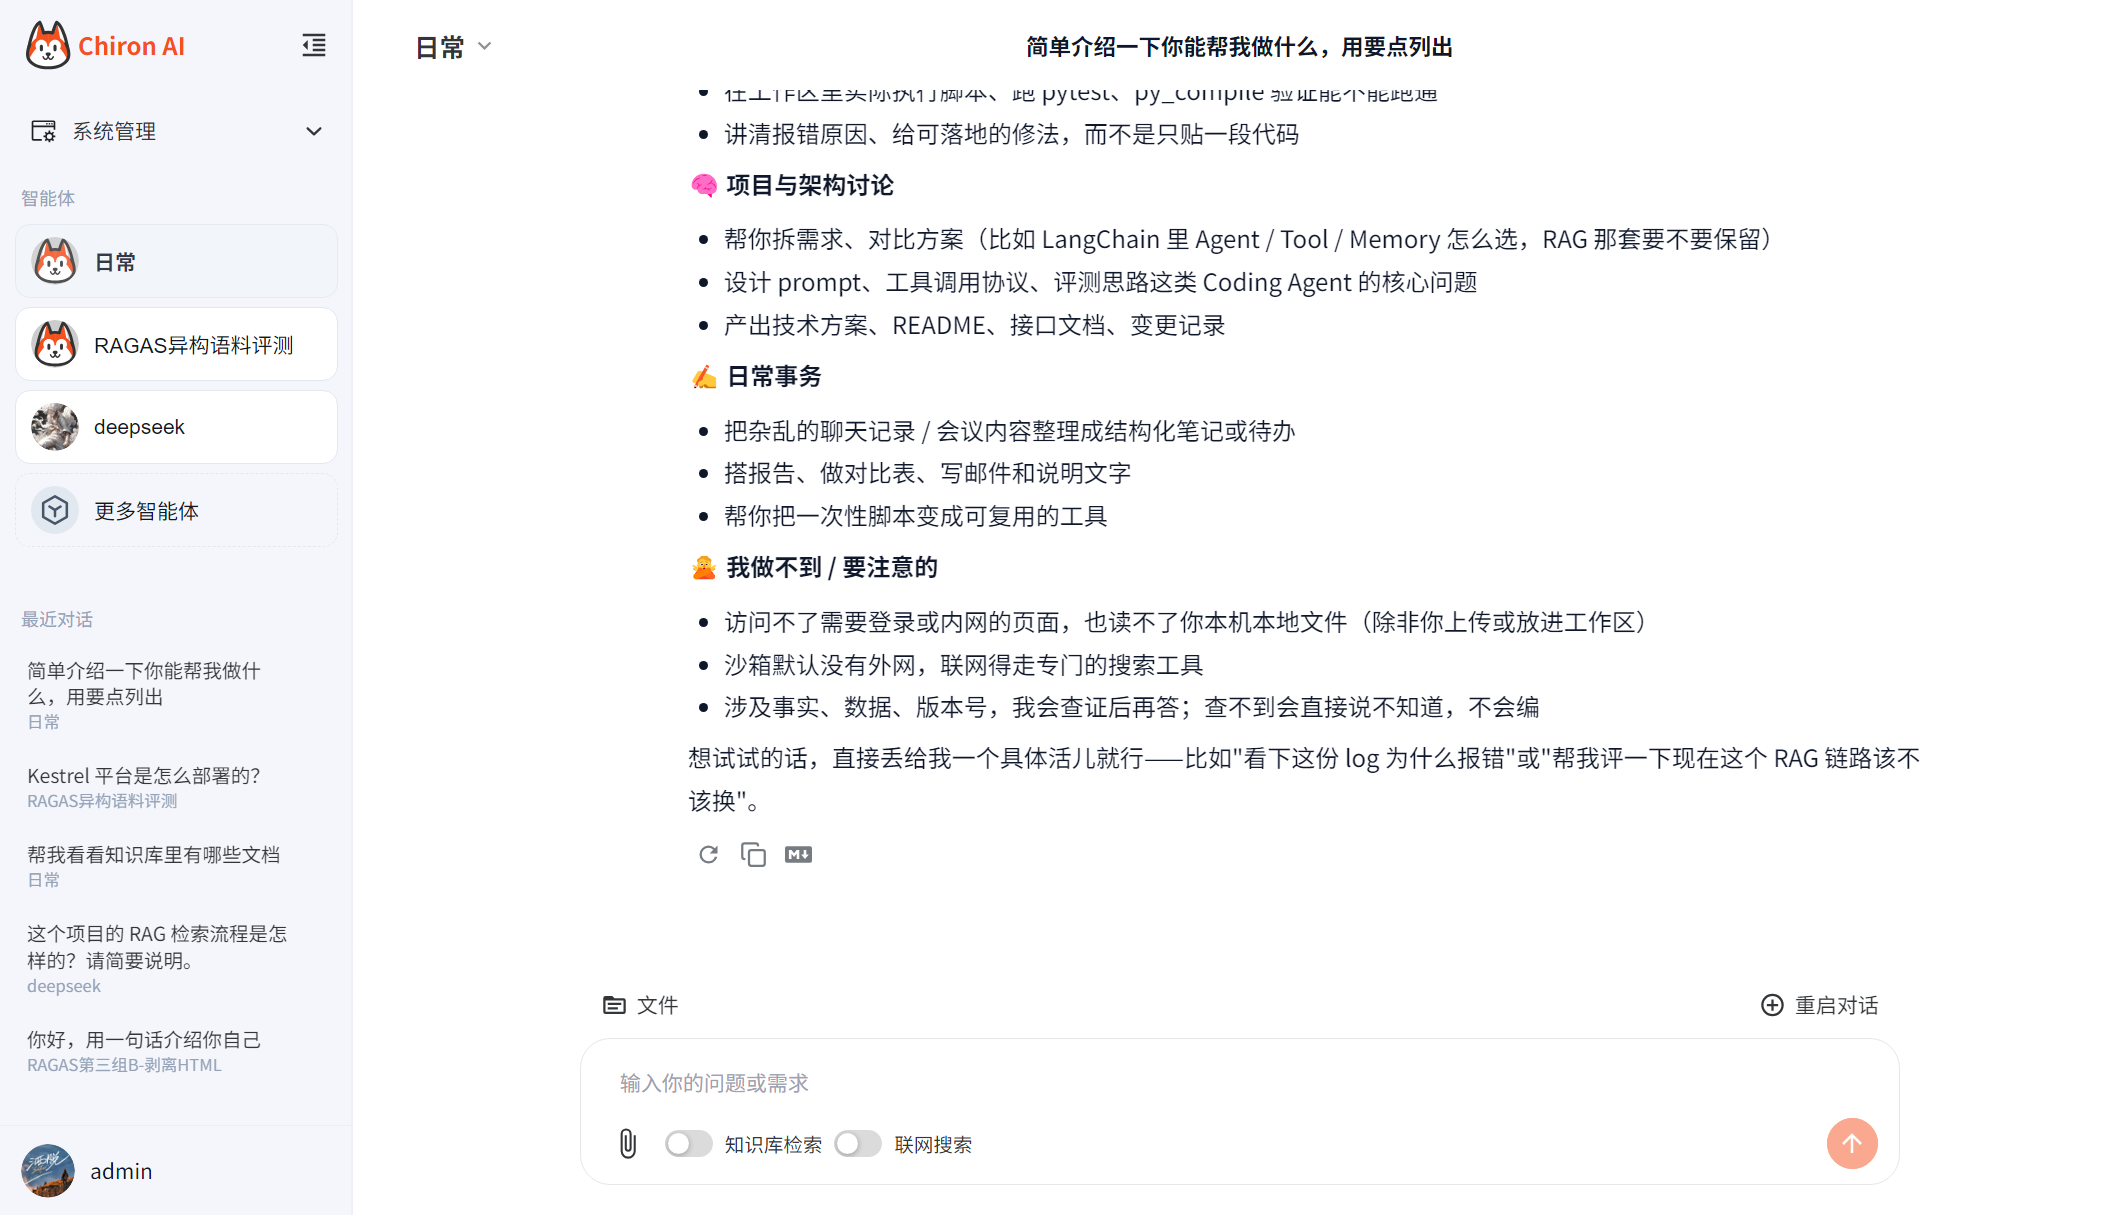 Chiron AI
系统管理
智能体
日常
RAGAS异构语料评测
deepseek
更多智能体
最近对话
简单介绍一下你能帮我做什
么，用要点列出
日常
Kestrel 平台是怎么部署的？
RAGAS异构语料评测
帮我看看知识库里有哪些文档
日常
这个项目的 RAG 检索流程是怎
样的？请简要说明。
deepseek
你好，用一句话介绍你自己
RAGAS第三组B-剥离HTML
admin
日常
简单介绍一下你能帮我做什么，用要点列出
在工作区里实际执行脚本、跑 pytest、py_compile 验证能不能跑通
讲清报错原因、给可落地的修法，而不是只贴一段代码
🧠 项目与架构讨论
帮你拆需求、对比方案（比如 LangChain 里 Agent / Tool / Memory 怎么选，RAG 那套要不要保留）
设计 prompt、工具调用协议、评测思路这类 Coding Agent 的核心问题
产出技术方案、README、接口文档、变更记录
✍️ 日常事务
把杂乱的聊天记录 / 会议内容整理成结构化笔记或待办
搭报告、做对比表、写邮件和说明文字
帮你把一次性脚本变成可复用的工具
🙅 我做不到 / 要注意的
访问不了需要登录或内网的页面，也读不了你本机本地文件（除非你上传或放进工作区）
沙箱默认没有外网，联网得走专门的搜索工具
涉及事实、数据、版本号，我会查证后再答；查不到会直接说不知道，不会编
想试试的话，直接丢给我一个具体活儿就行——比如"看下这份 log 为什么报错"或"帮我评一下现在这个 RAG 链路该不
该换"。
M↓
文件
重启对话
输入你的问题或需求
知识库检索
联网搜索